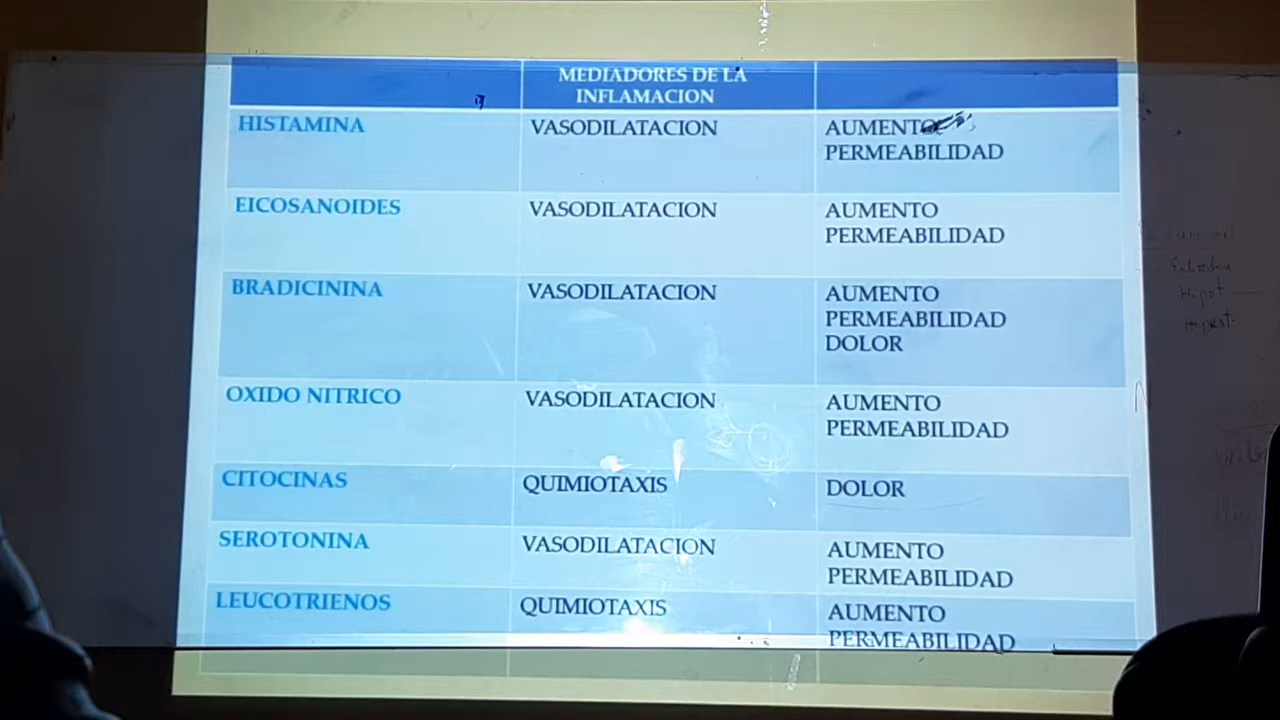 MEDIADORES DE LA
INFLAMACION
HISTAMINA
VASODILATACION
AUMENTO
PERMEABILIDAD
EICOSANOIDES
VASODILATACION
AUMENTO
PERMEABILIDAD
BRADICININA
VASODILATACION
AUMENTO
PERMEABILIDAD
DOLOR
OXIDO NITRICO
VASODILATACION
AUMENTO
PERMEABILIDAD
CITOCINAS
QUIMIOTAXIS
DOLOR
SEROTONINA
VASODILATACION
AUMENTO
PERMEABILIDAD
LEUCOTRIENOS
QUIMIOTAXIS
AUMENTO
PERMEABILIDAD
Hipot